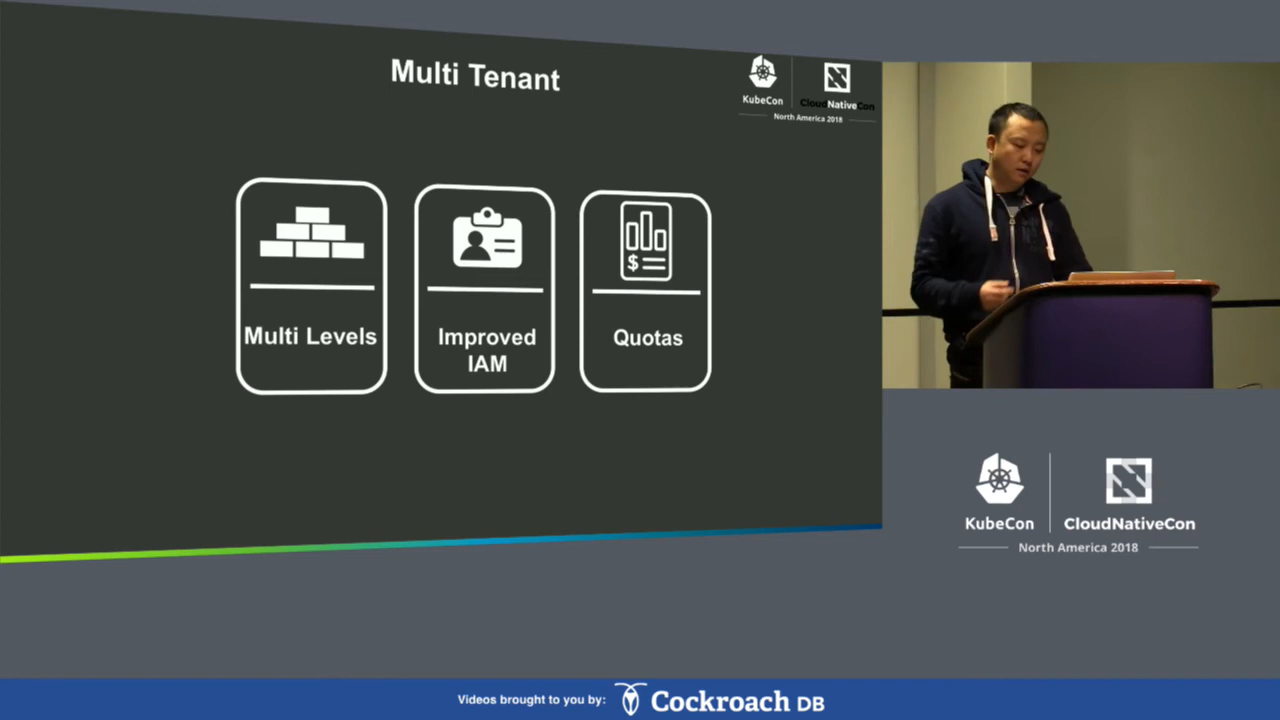 Multi Tenant
KubeCon
CloudNativeCon
North America 2018
Multi Levels
Improved
IAM
Quotas
$
KubeCon
CloudNativeCon
North America 2018
Videos brought to you by:
Cockroach DB